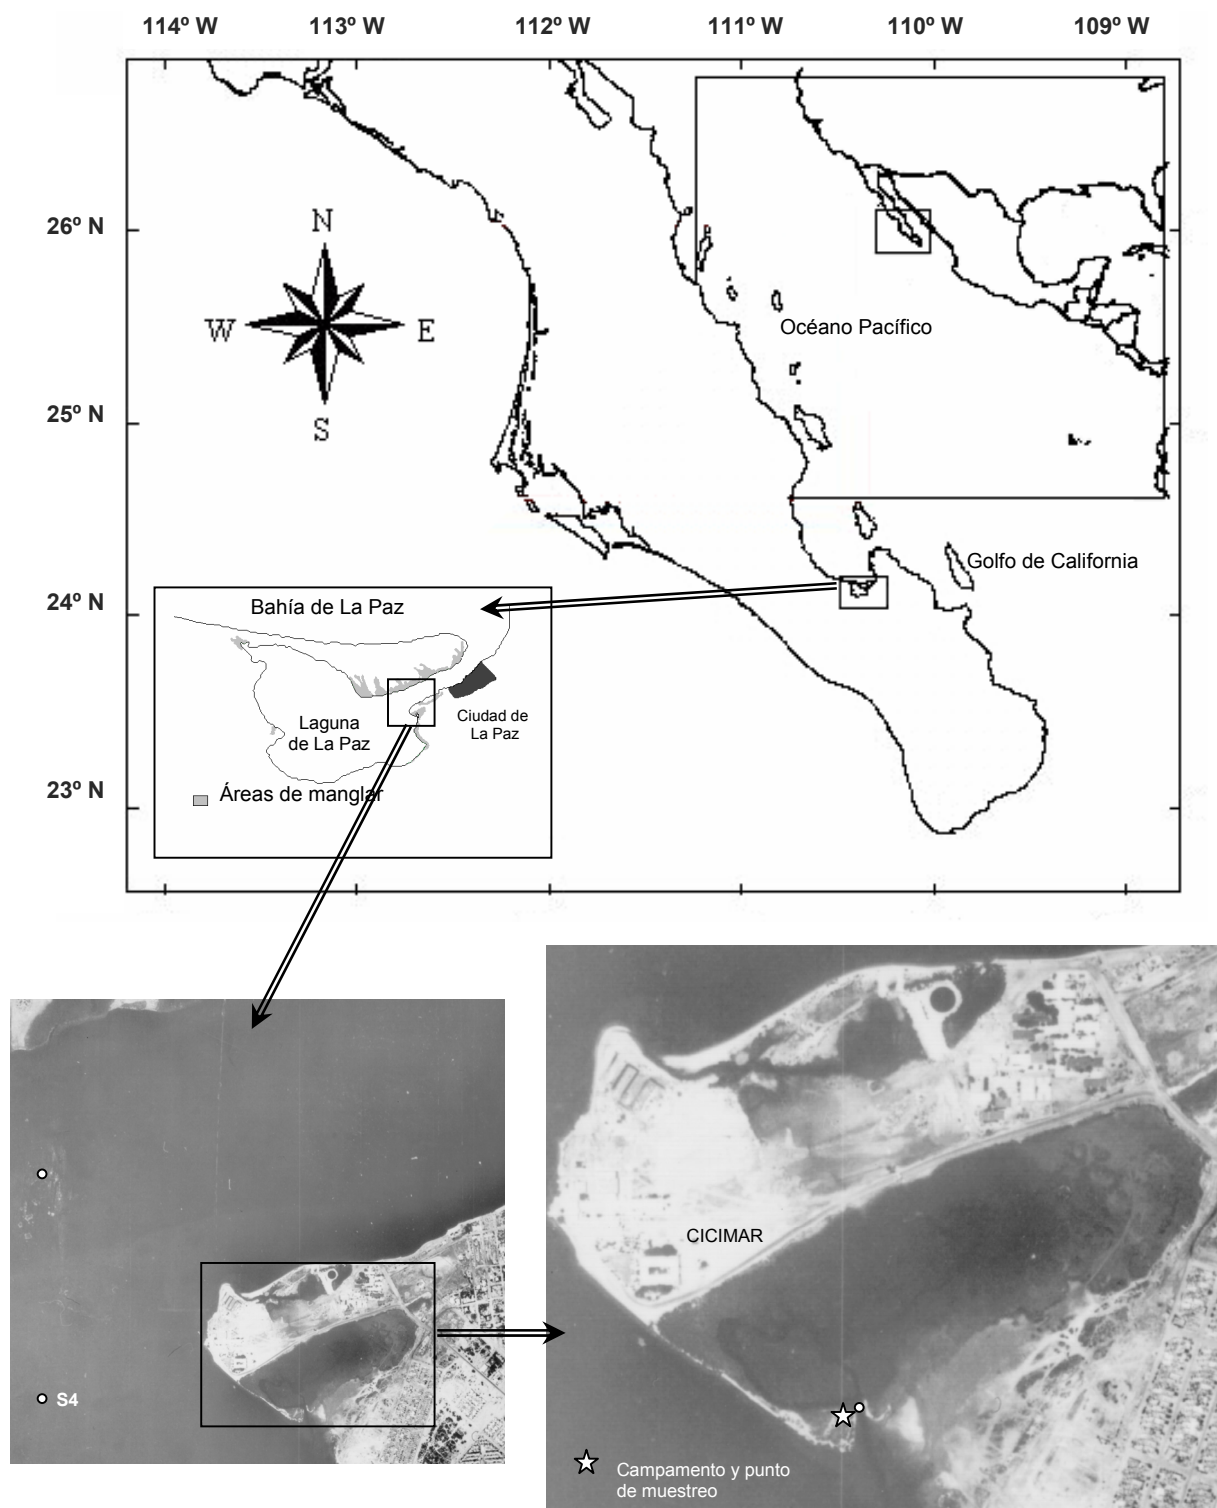 114º W 113º W 112º W 111º W 110º W 109º W
26º N
25º N
24º N
23º N
N
W E
S
Océano Pacífico
Golfo de California
Bahía de La Paz
Laguna
de La Paz
Ciudad de
La Paz
Áreas de manglar
CICIMAR
S4
Campamento y punto
de muestreo